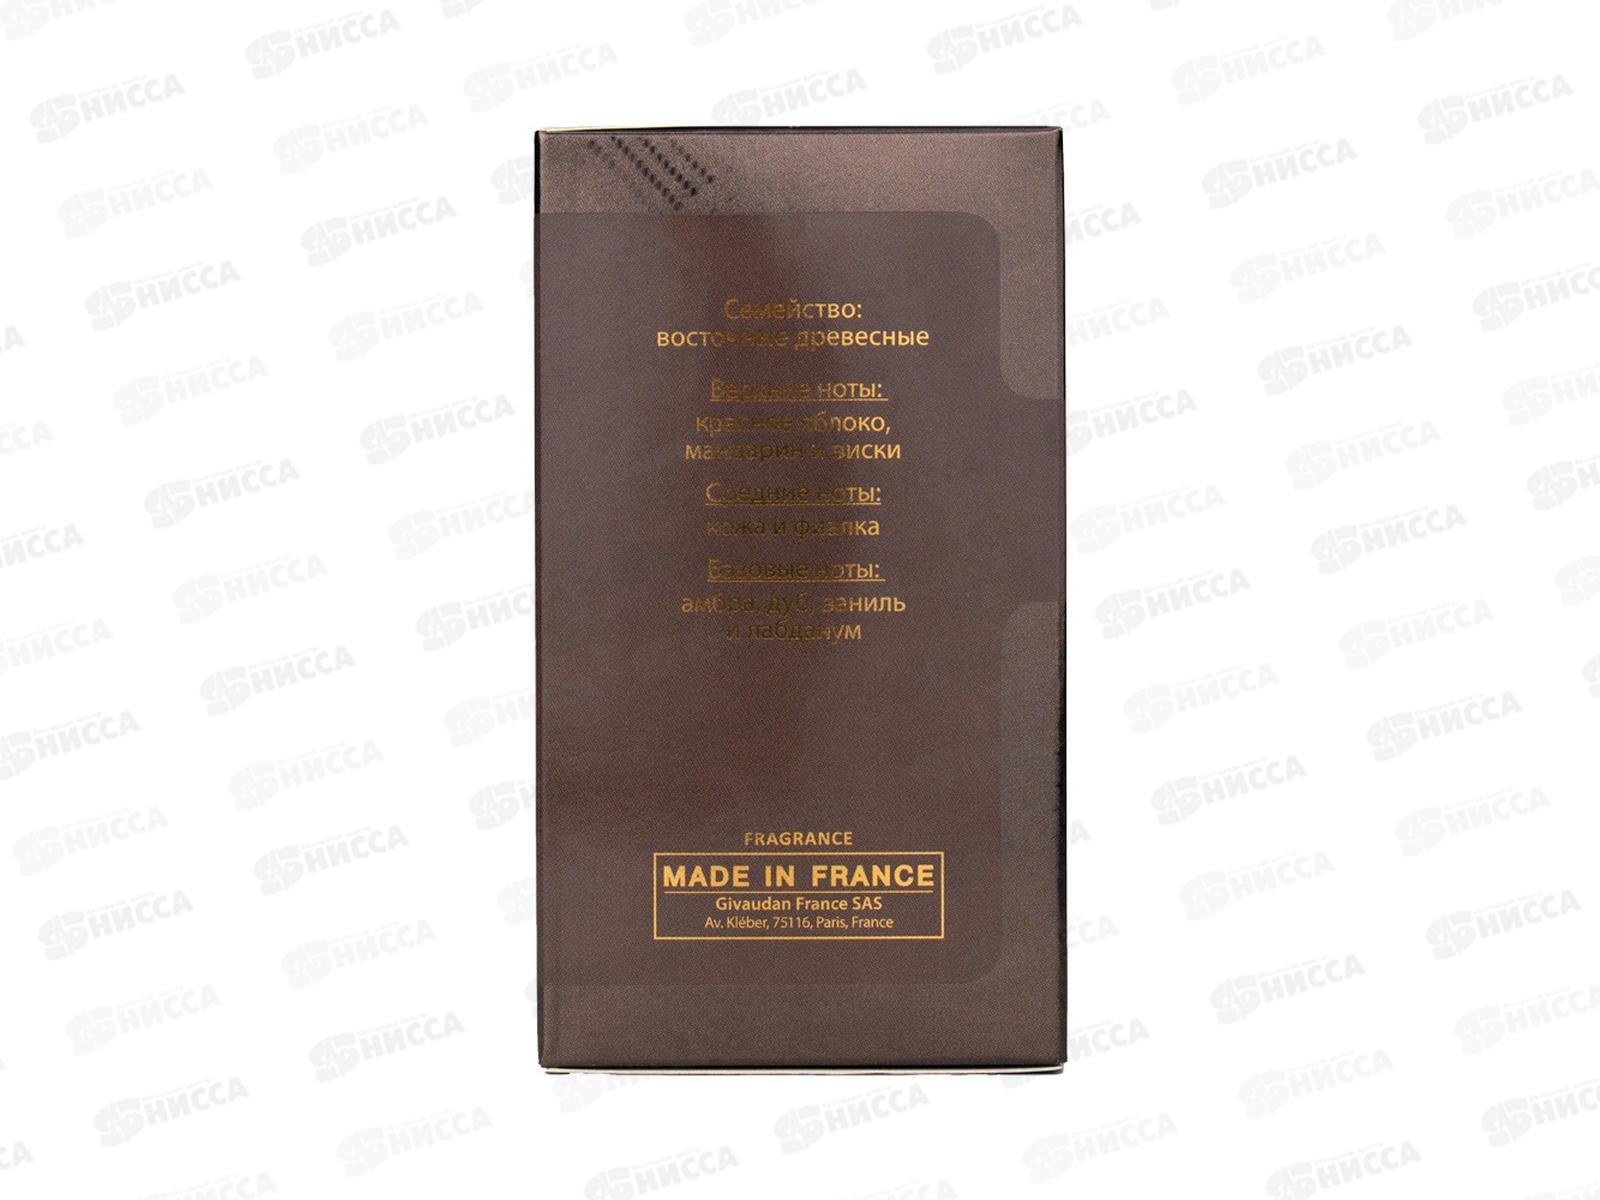 Семейство:
восточные древесные
Верхние ноты:
красное яблоко,
мандарин и виски
Средние ноты:
кожа и фиалка
Базовые ноты:
амбра, дуб, ваниль
и лабданум
FRAGRANCE
MADE IN FRANCE
Givaudan France SAS
Av. Kléber, 75116, Paris, France
НИССА